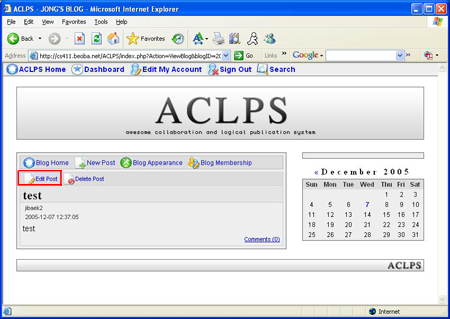 ACLPS - JONG'S BLOG - Microsoft Internet Explorer
File Edit View Favorites Tools Help
Back Search Favorites
Address http://cs411.beoba.net/ACLPS/index.php?Action=ViewBlog&blogID=20 Go Links » Google
ACLPS Home Dashboard Edit My Account Sign Out Search
ACLPS
awesome collaboration and logical publication system
Blog Home New Post Blog Appearance Blog Membership
Edit Post Delete Post
test
jibaek2
2005-12-07 12:37:05
test
Comments (0)
« December 2005
Sun Mon Tue Wed Thu Fri Sat
1 2 3
4 5 6 7 8 9 10
11 12 13 14 15 16 17
18 19 20 21 22 23 24
25 26 27 28 29 30 31
ACLPS
Internet